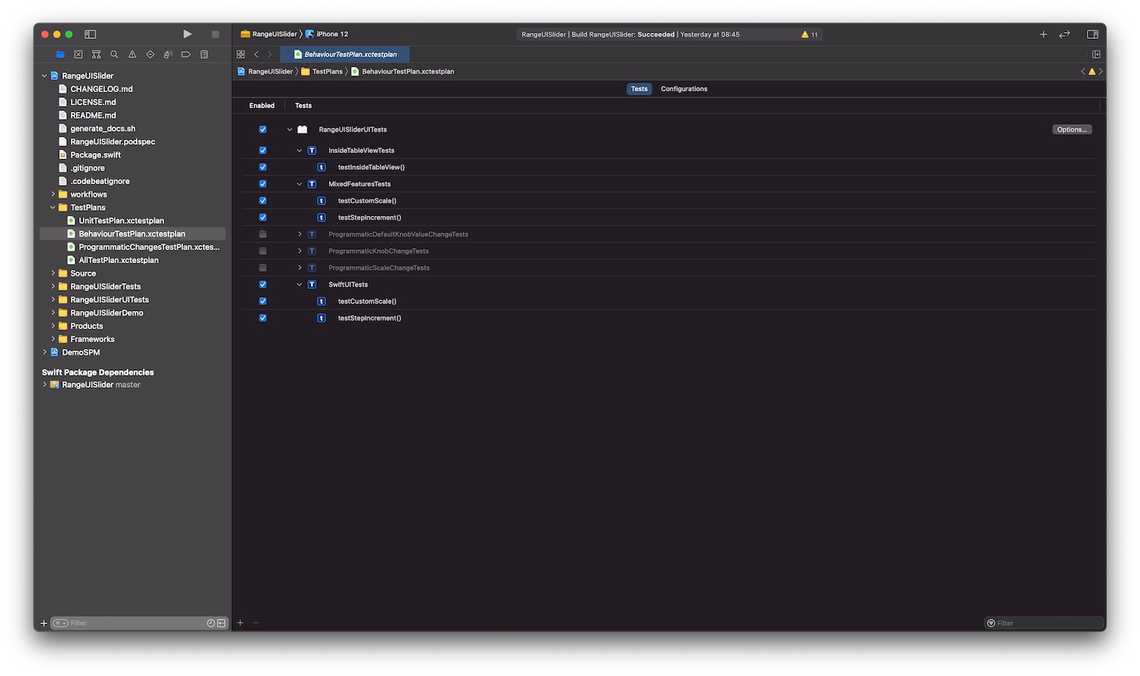 RangeUISlider
iPhone 12
RangeUISlider | Build RangeUISlider: Succeeded | Yesterday at 08:45
11
BehaviourTestPlan.xctestplan
RangeUISlider
TestPlans
BehaviourTestPlan.xctestplan
RangeUISlider
CHANGELOG.md
LICENSE.md
README.md
generate_docs.sh
RangeUISlider.podspec
Package.swift
.gitignore
.codebeatignore
workflows
TestPlans
UnitTestPlan.xctestplan
BehaviourTestPlan.xctestplan
ProgrammaticChangesTestPlan.xctes...
AllTestPlan.xctestplan
Source
RangeUISliderTests
RangeUISliderUITests
RangeUISliderDemo
Products
Frameworks
DemoSPM
Swift Package Dependencies
RangeUISlider master
Filter
Tests
Configurations
Enabled
Tests
RangeUISliderUITests
Options...
T InsideTableViewTests
t testInsideTableView()
T MixedFeaturesTests
t testCustomScale()
t testStepIncrement()
T ProgrammaticDefaultKnobValueChangeTests
T ProgrammaticKnobChangeTests
T ProgrammaticScaleChangeTests
T SwiftUITests
t testCustomScale()
t testStepIncrement()
Filter